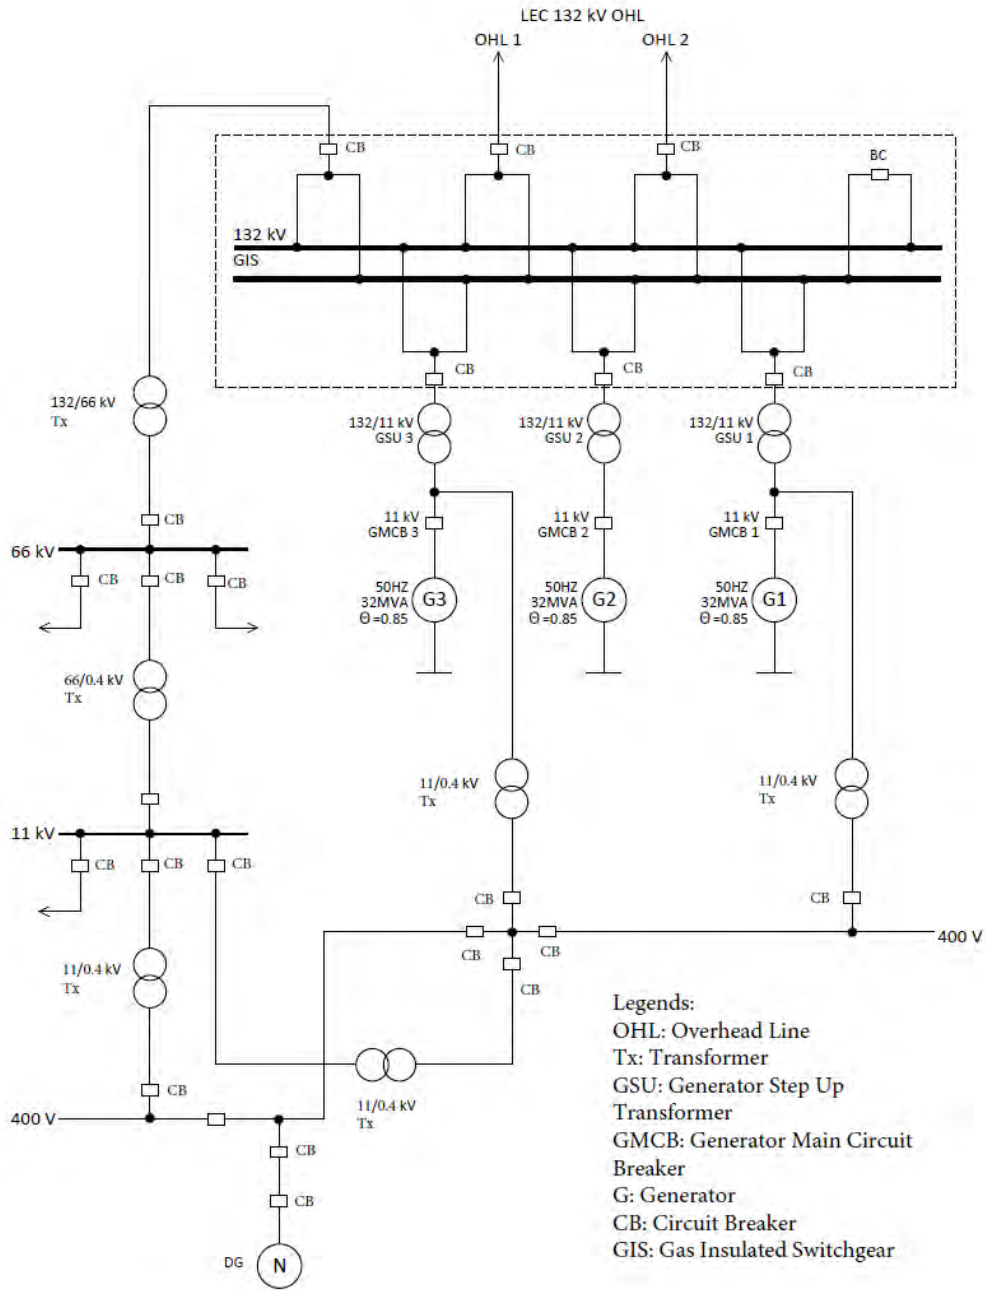 LEC 132 kV OHL
OHL 1
OHL 2
CB
CB
CB
BC
132 kV
GIS
CB
CB
CB
132/66 kV
Tx
132/11 kV
GSU 3
132/11 kV
GSU 2
132/11 kV
GSU 1
CB
11 kV
GMCB 3
11 kV
GMCB 2
11 kV
GMCB 1
66 kV
CB
CB
CB
50HZ
32MVA
Θ=0.85
G3
50HZ
32MVA
Θ=0.85
G2
50HZ
32MVA
Θ=0.85
G1
66/0.4 kV
Tx
11/0.4 kV
Tx
11/0.4 kV
Tx
11 kV
CB
CB
CB
CB
CB
400 V
CB
CB
CB
11/0.4 kV
Tx
CB
11/0.4 kV
Tx
400 V
CB
CB
DG
N
Legends:
OHL: Overhead Line
Tx: Transformer
GSU: Generator Step Up
Transformer
GMCB: Generator Main Circuit
Breaker
G: Generator
CB: Circuit Breaker
GIS: Gas Insulated Switchgear